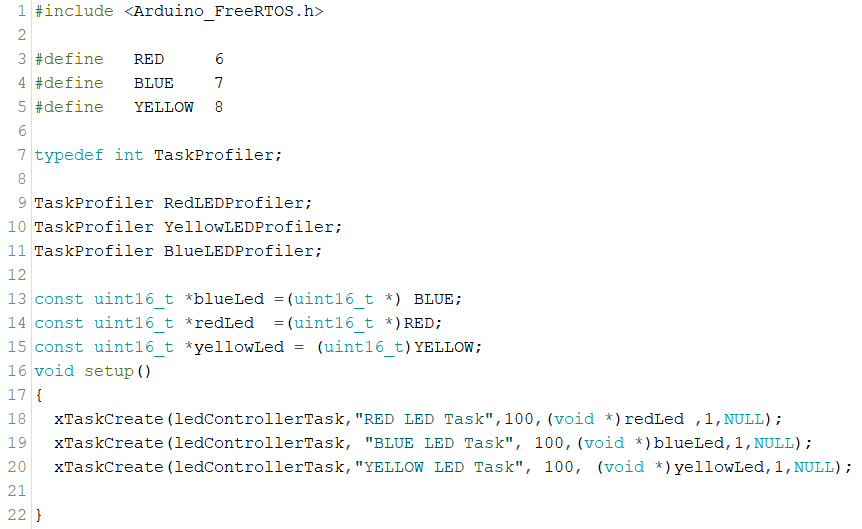 1 #include <Arduino_FreeRTOS.h>
2
3 #define   RED     6
4 #define   BLUE    7
5 #define   YELLOW  8
6
7 typedef int TaskProfiler;
8
9 TaskProfiler RedLEDProfiler;
10 TaskProfiler YellowLEDProfiler;
11 TaskProfiler BlueLEDProfiler;
12
13 const uint16_t *blueLed =(uint16_t *) BLUE;
14 const uint16_t *redLed  =(uint16_t *)RED;
15 const uint16_t *yellowLed = (uint16_t)YELLOW;
16 void setup()
17 {
18   xTaskCreate(ledControllerTask,"RED LED Task",100,(void *)redLed ,1,NULL);
19   xTaskCreate(ledControllerTask, "BLUE LED Task", 100,(void *)blueLed,1,NULL);
20   xTaskCreate(ledControllerTask,"YELLOW LED Task", 100, (void *)yellowLed,1,NULL);
21
22 }